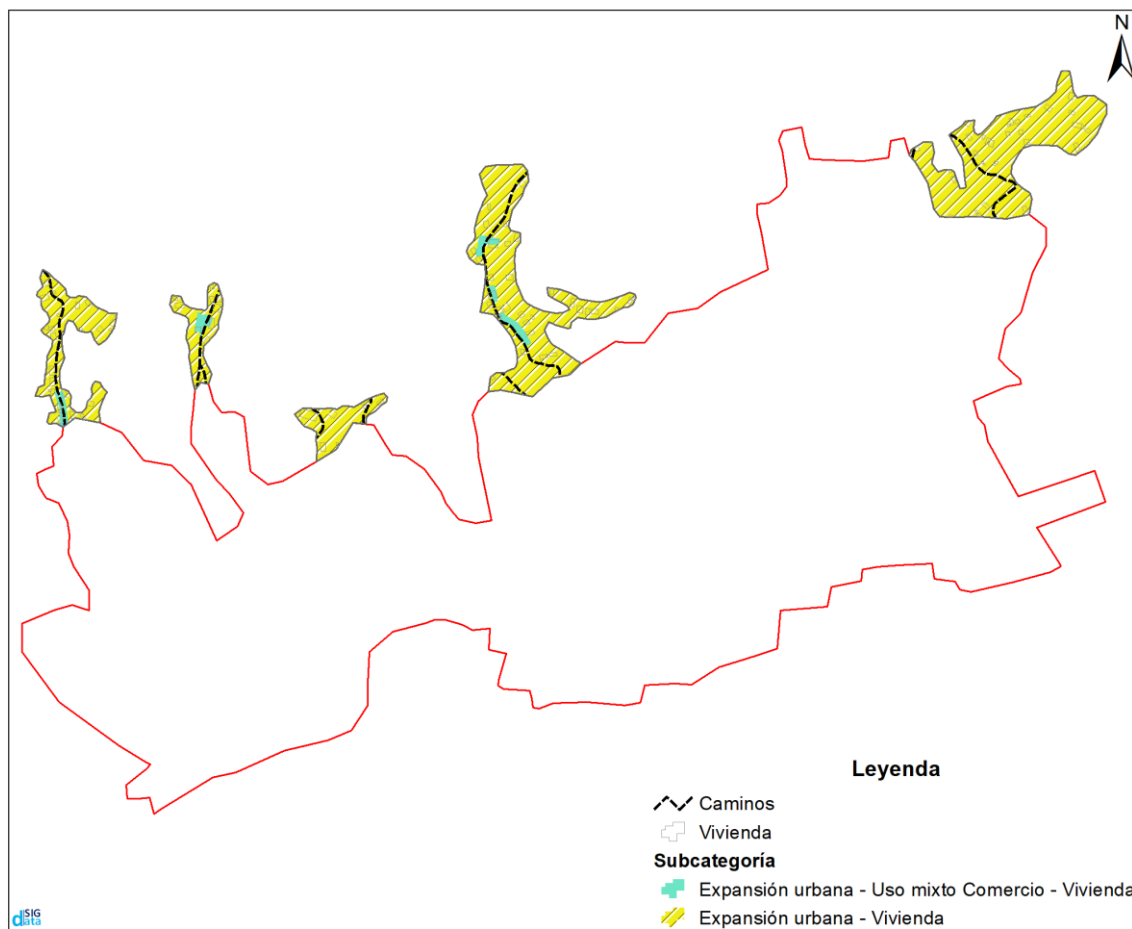 N
Leyenda
Caminos
Vivienda
Subcategoría
Expansión urbana - Uso mixto Comercio - Vivienda
Expansión urbana - Vivienda
SIG
data